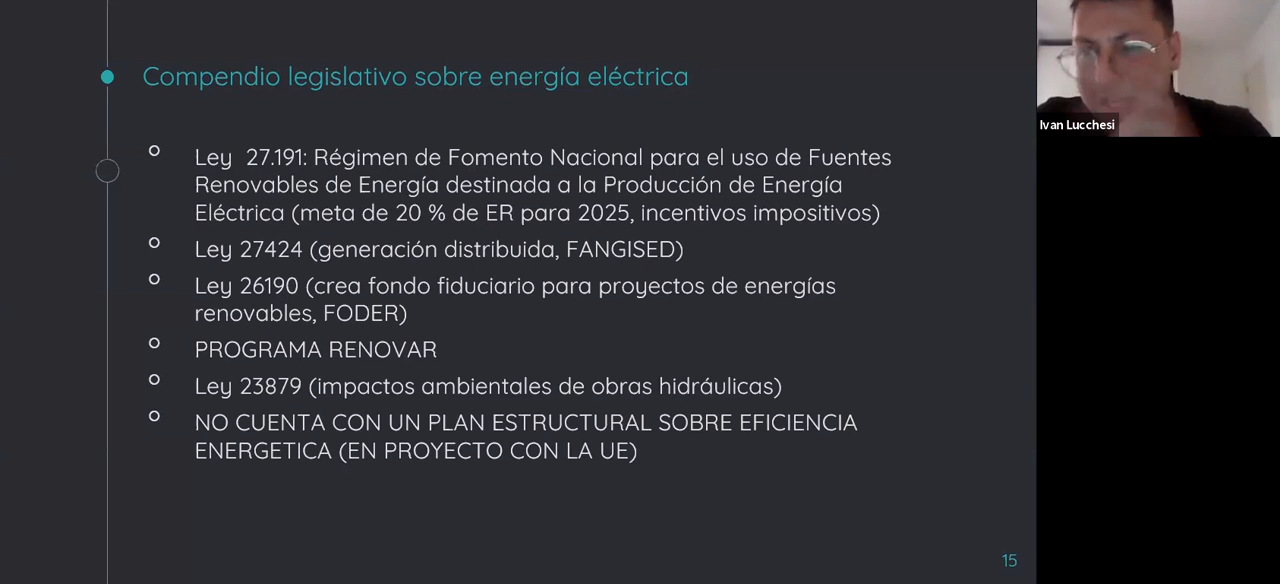 Compendio legislativo sobre energía eléctrica
Ley 27.191: Régimen de Fomento Nacional para el uso de Fuentes
Renovables de Energía destinada a la Producción de Energía
Eléctrica (meta de 20 % de ER para 2025, incentivos impositivos)
Ley 27424 (generación distribuida, FANGISED)
Ley 26190 (crea fondo fiduciario para proyectos de energías
renovables, FODER)
PROGRAMA RENOVAR
Ley 23879 (impactos ambientales de obras hidráulicas)
NO CUENTA CON UN PLAN ESTRUCTURAL SOBRE EFICIENCIA
ENERGETICA (EN PROYECTO CON LA UE)
15
Ivan Lucchesi